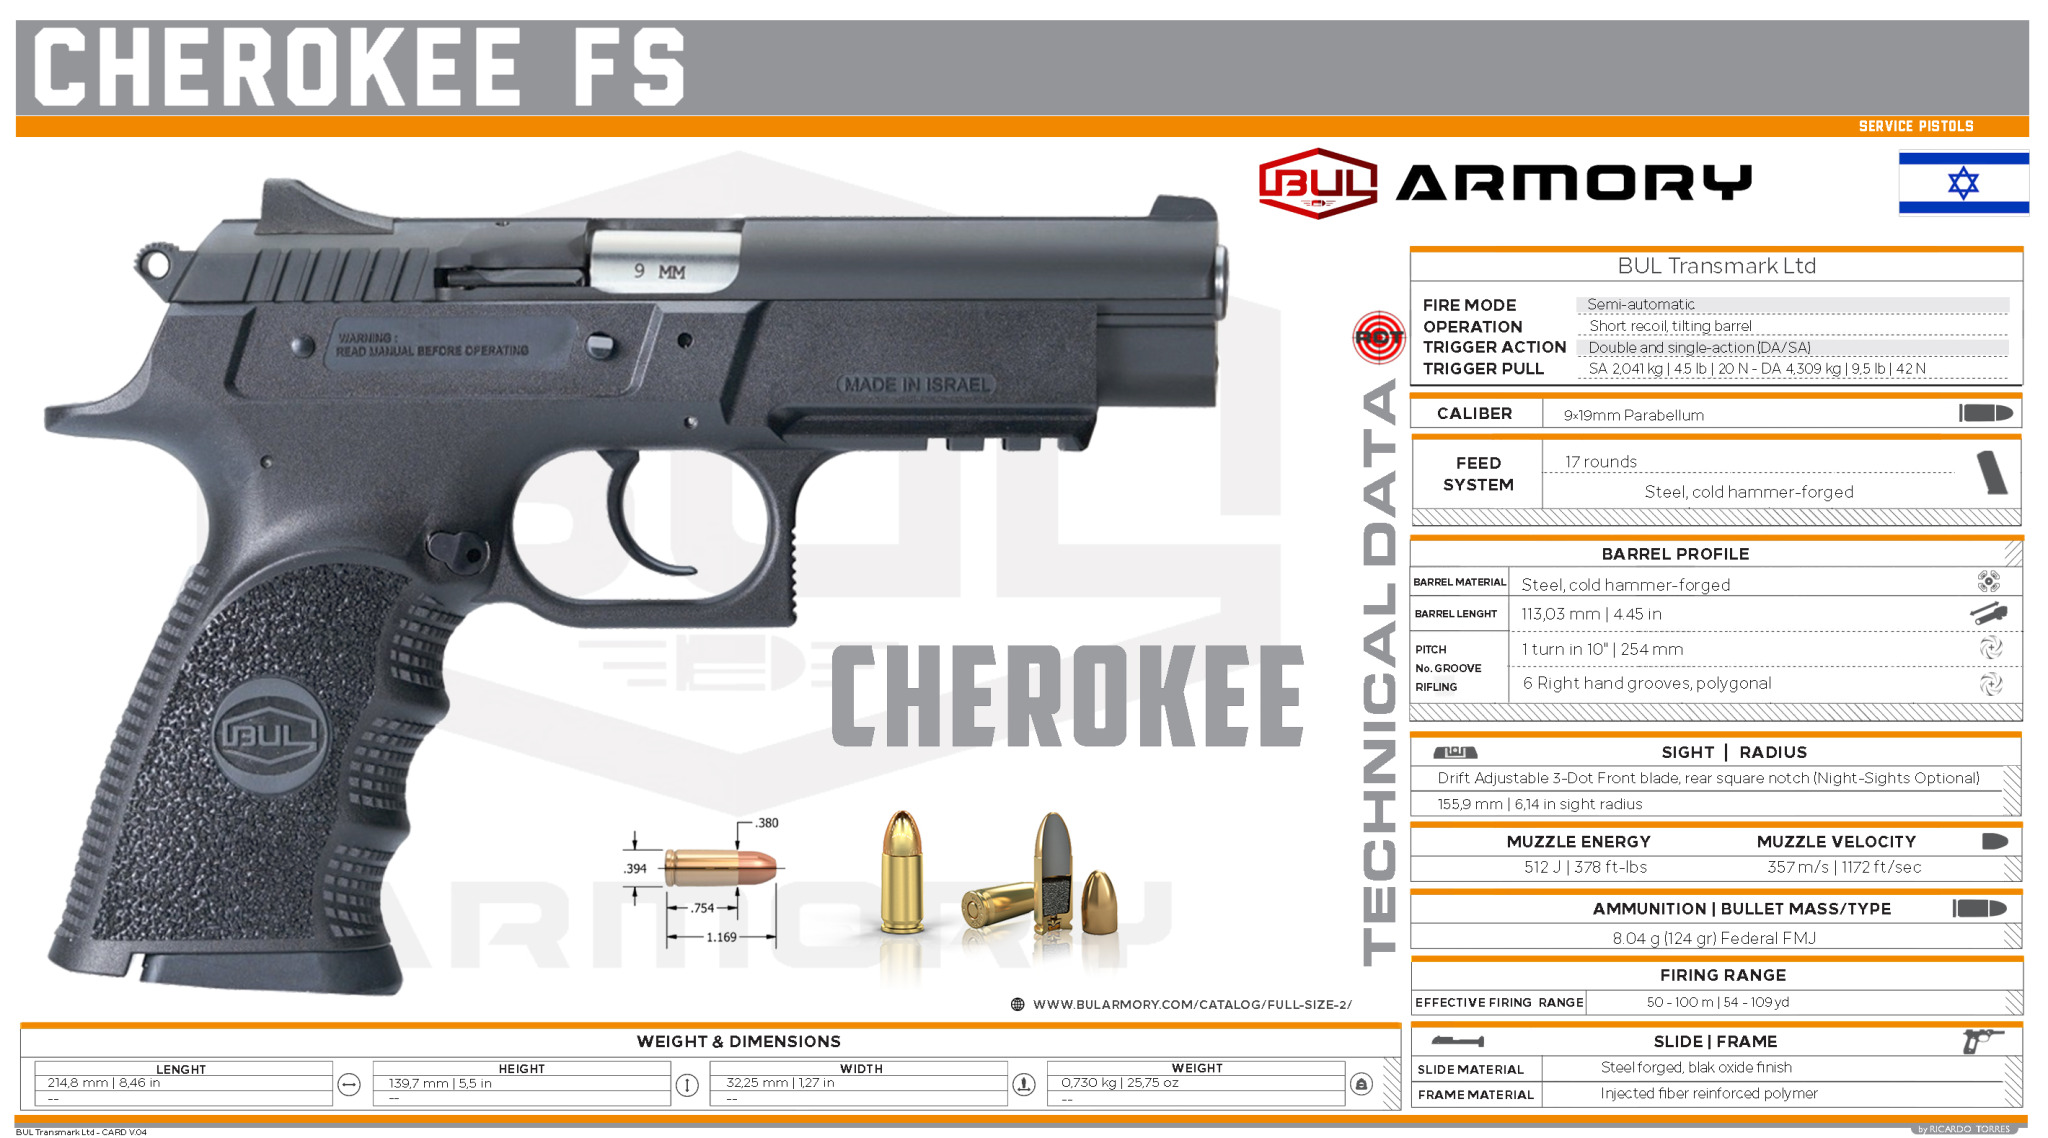 CHEROKEE FS
SERVICE PISTOLS
BUL ARMORY
9 MM
WARNING :
READ MANUAL BEFORE OPERATING
MADE IN ISRAEL
BUL
BUL
ARMORY
CHEROKEE
.380
.394
.754
1.169
WWW.BULARMORY.COM/CATALOG/FULL-SIZE-2/
RDT
TECHNICAL DATA
BUL Transmark Ltd
FIRE MODE Semi-automatic
OPERATION Short recoil, tilting barrel
TRIGGER ACTION Double and single-action (DA/SA)
TRIGGER PULL SA 2,041 kg | 4.5 lb | 20 N - DA 4,309 kg | 9,5 lb | 42 N
CALIBER 9x19mm Parabellum
FEED SYSTEM 17 rounds
Steel, cold hammer-forged
BARREL PROFILE
BARREL MATERIAL Steel, cold hammer-forged
BARREL LENGHT 113,03 mm | 4.45 in
PITCH 1 turn in 10" | 254 mm
No. GROOVE
RIFLING 6 Right hand grooves, polygonal
SIGHT | RADIUS
Drift Adjustable 3-Dot Front blade, rear square notch (Night-Sights Optional)
155,9 mm | 6,14 in sight radius
MUZZLE ENERGY MUZZLE VELOCITY
512 J | 378 ft-lbs 357 m/s | 1172 ft/sec
AMMUNITION | BULLET MASS/TYPE
8.04 g (124 gr) Federal FMJ
FIRING RANGE
EFFECTIVE FIRING RANGE 50 - 100 m | 54 - 109 yd
SLIDE | FRAME
SLIDE MATERIAL Steel forged, blak oxide finish
FRAME MATERIAL Injected fiber reinforced polymer
WEIGHT & DIMENSIONS
LENGHT HEIGHT WIDTH WEIGHT
214,8 mm | 8,46 in 139,7 mm | 5,5 in 32,25 mm | 1,27 in 0,730 kg | 25,75 oz
-- -- -- --
BUL Transmark Ltd - CARD V.04
by RICARDO TORRES